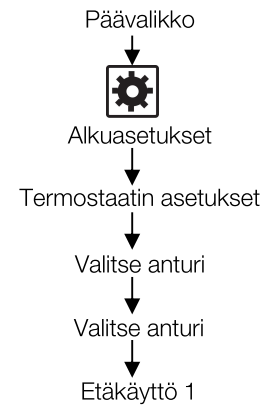 Päävalikko
Alkuasetukset
Termostaatin asetukset
Valitse anturi
Valitse anturi
Etäkäyttö 1